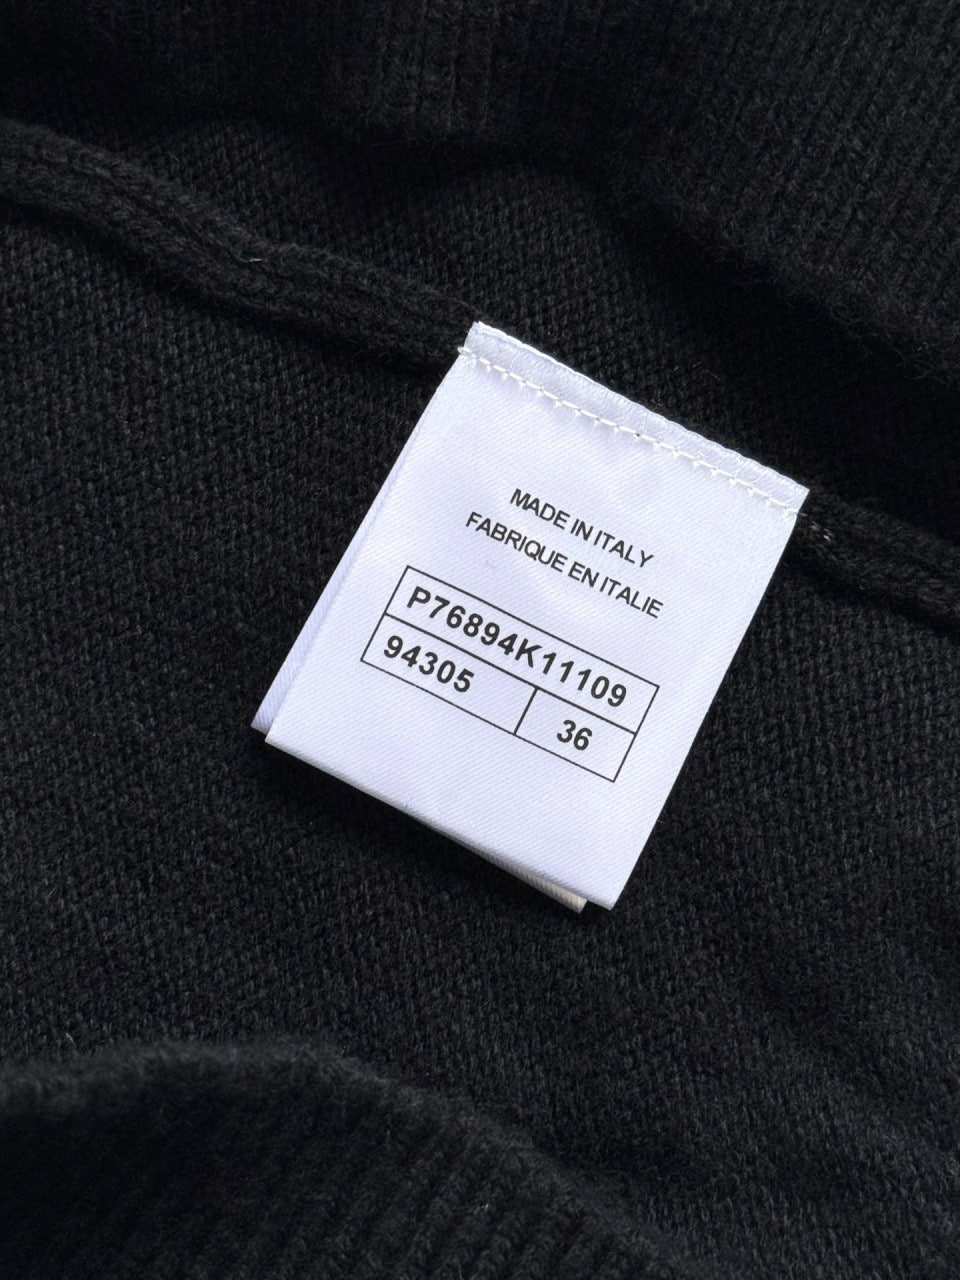 MADE IN ITALY
FABRIQUE EN ITALIE
P76894K11109
94305 36